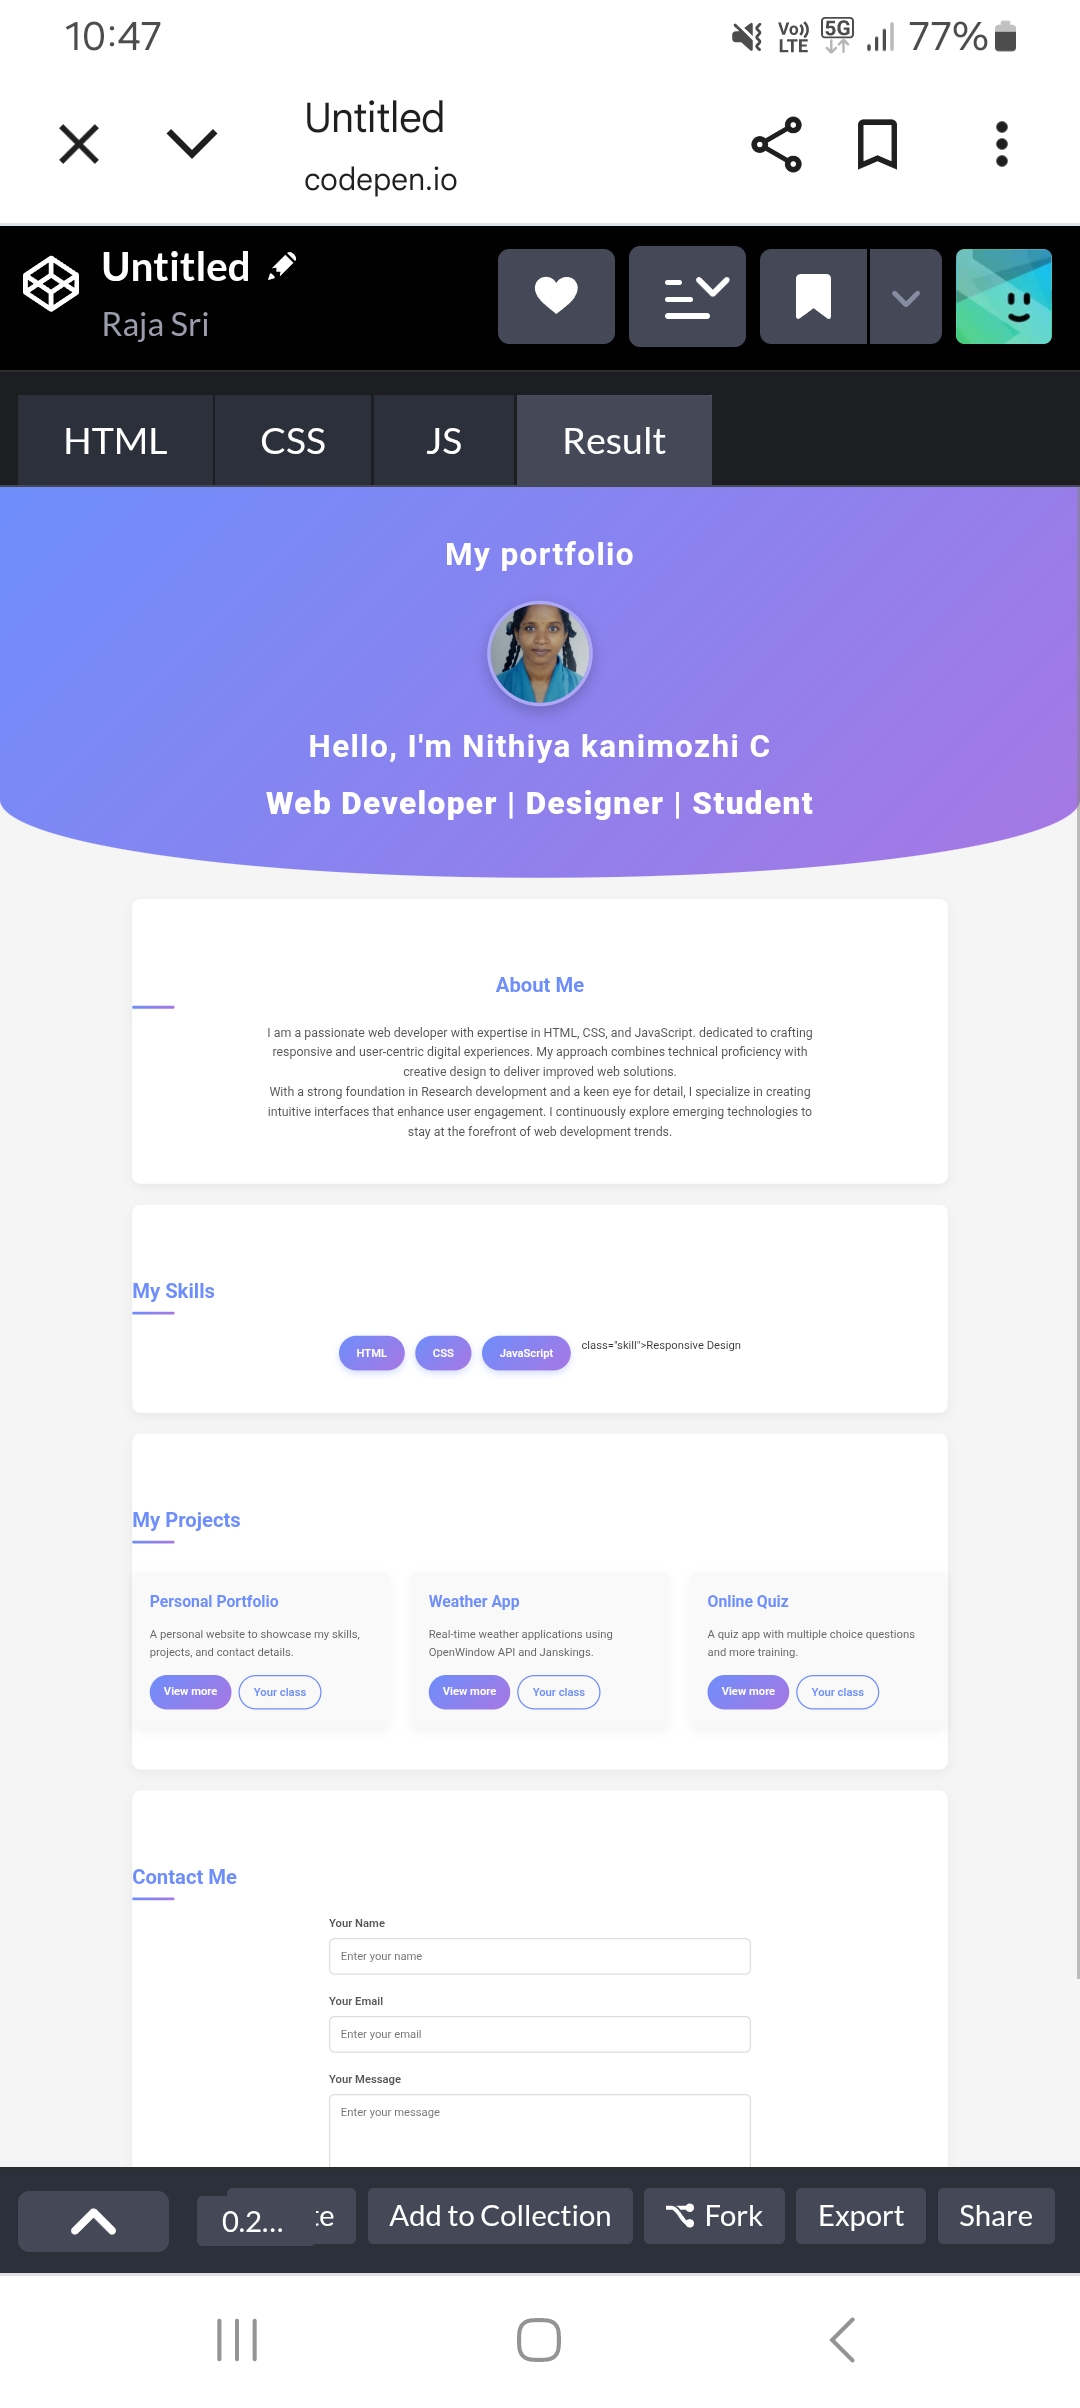 10:47
Vo))
LTE
5G
77%
Untitled
codepen.io
Untitled
Raja Sri
HTML
CSS
JS
Result
My portfolio
Hello, I'm Nithiya kanimozhi C
Web Developer | Designer | Student
About Me
I am a passionate web developer with expertise in HTML, CSS, and JavaScript. dedicated to crafting
responsive and user-centric digital experiences. My approach combines technical proficiency with
creative design to deliver improved web solutions.
With a strong foundation in Research development and a keen eye for detail, I specialize in creating
intuitive interfaces that enhance user engagement. I continuously explore emerging technologies to
stay at the forefront of web development trends.
My Skills
HTML
CSS
JavaScript
class="skill">Responsive Design
My Projects
Personal Portfolio
A personal website to showcase my skills,
projects, and contact details.
View more
Your class
Weather App
Real-time weather applications using
OpenWindow API and Janskings.
View more
Your class
Online Quiz
A quiz app with multiple choice questions
and more training.
View more
Your class
Contact Me
Your Name
Enter your name
Your Email
Enter your email
Your Message
Enter your message
0.2...
Add to Collection
Fork
Export
Share